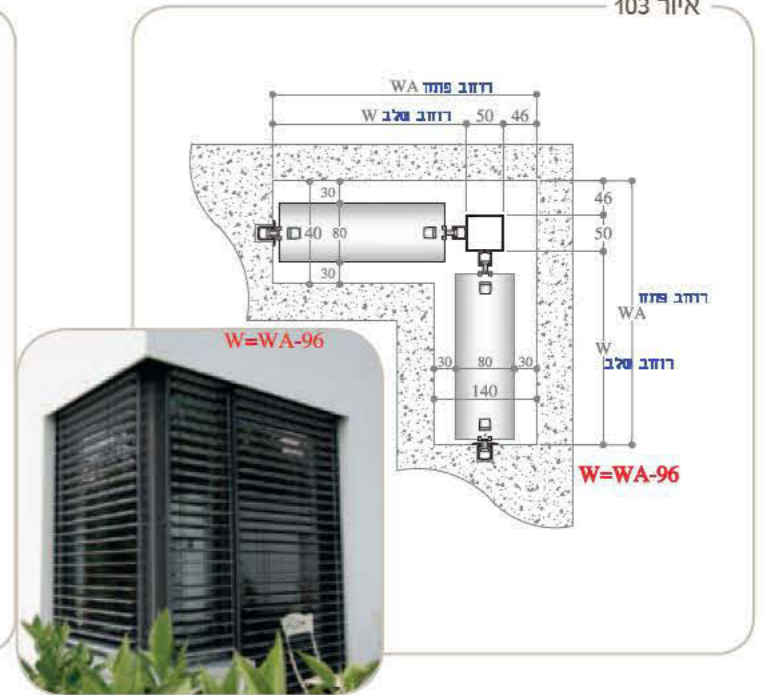 איור 103
רוחב פתח WA
רוחב שלב W 50 46
30
40 80
30
46
50
רוחב פתח
WA
W
רוחב שלב
30 80 30
140
W=WA-96
W=WA-96